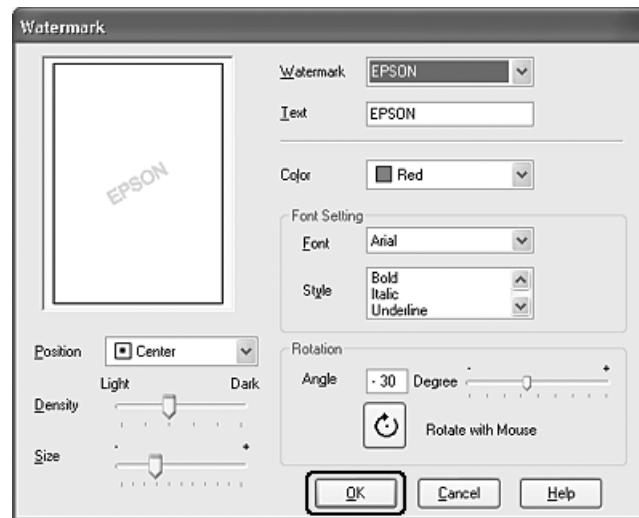 Watermark
EPSON
Watermark EPSON
Text EPSON
Color Red
Font Setting
Font Arial
Style Bold
Italic
Underline
Position Center
Light Dark
Density
- +
Size
Rotation
- +
Angle - 30 Degree
Rotate with Mouse
OK Cancel Help